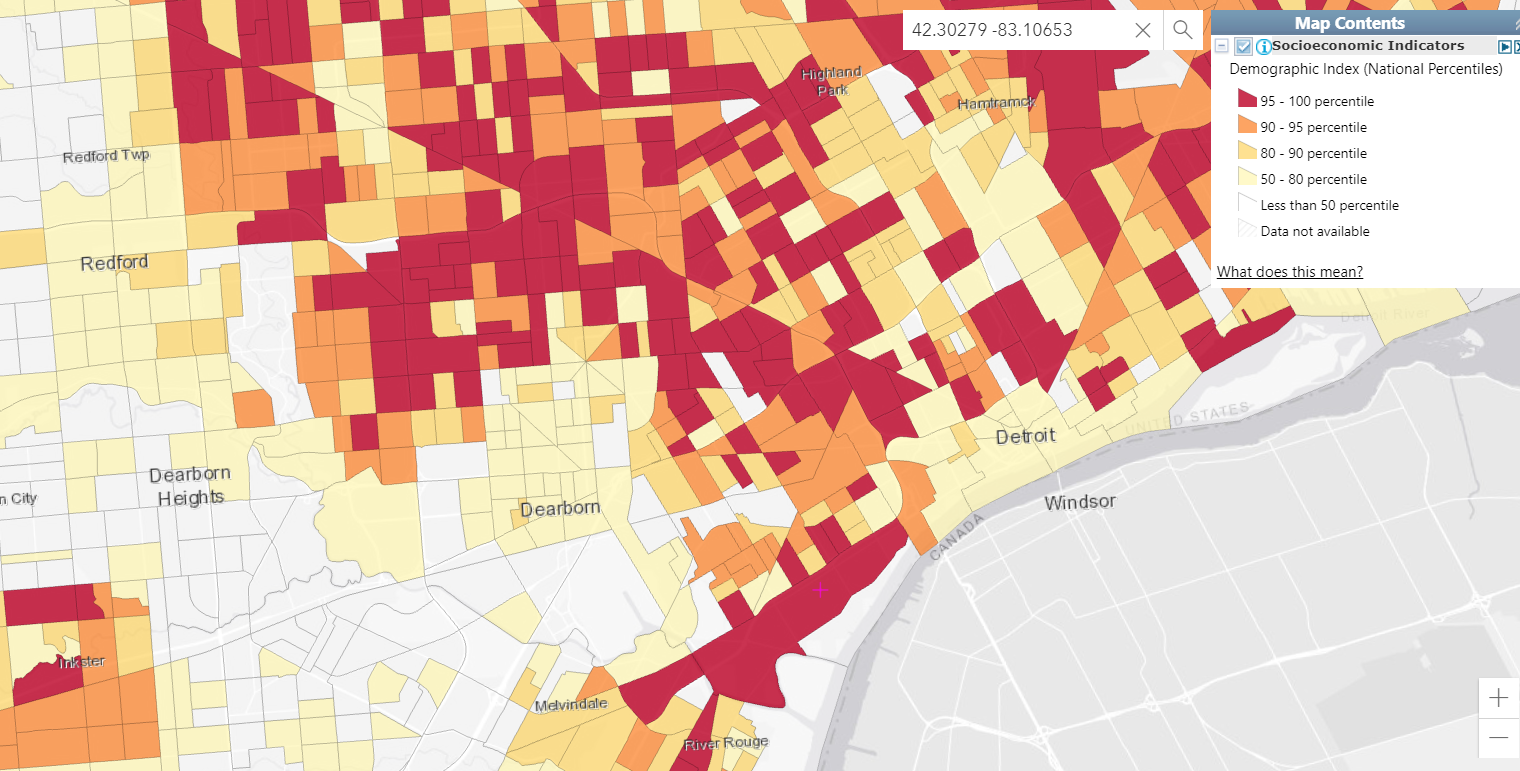 42.30279 -83.10653
Map Contents
Socioeconomic Indicators
Demographic Index (National Percentiles)
95 - 100 percentile
90 - 95 percentile
80 - 90 percentile
50 - 80 percentile
Less than 50 percentile
Data not available
What does this mean?
Highland
Park
Hamtramck
Redford Twp
Redford
Detroit River
UNITED STATES
Detroit
Dearborn
Heights
n City
Dearborn
Windsor
CANADA
Inkster
Melvindale
River Rouge